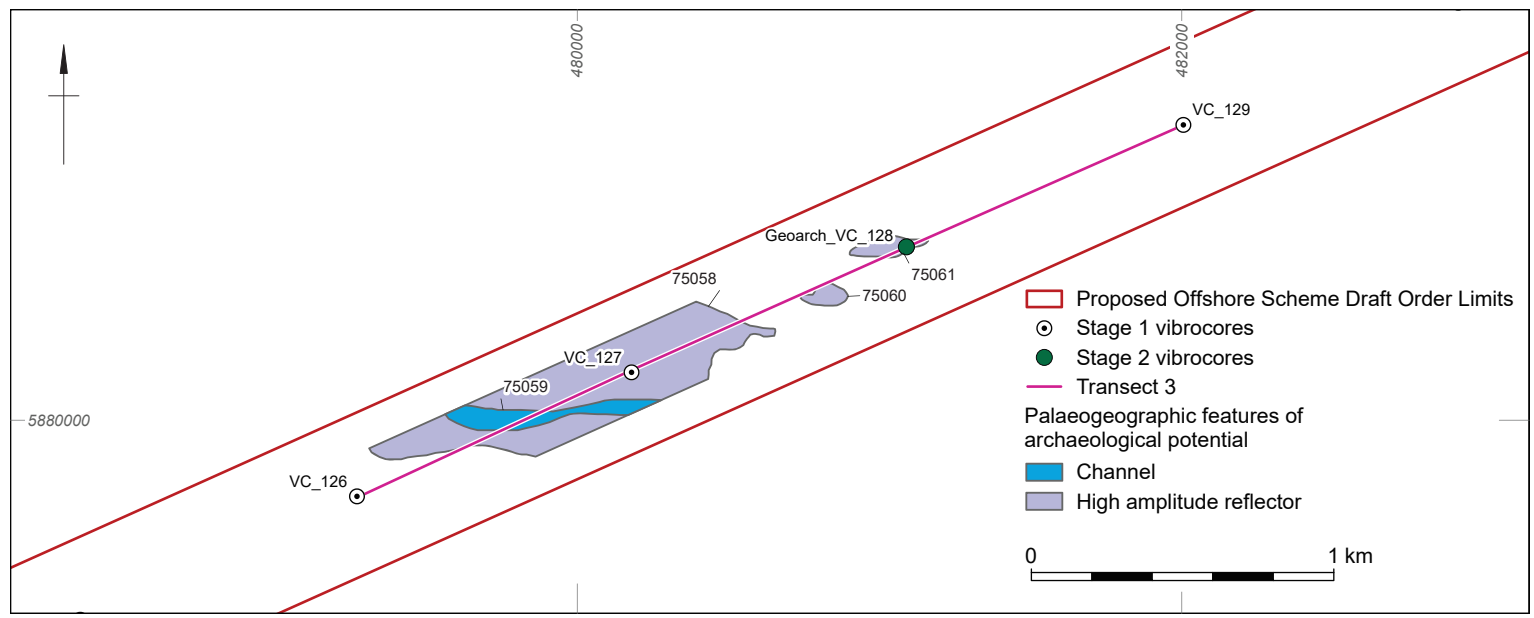 480000
482000
VC_129
Geoarch_VC_128
75061
75058
75060
VC_127
75059
5880000
VC_126
Proposed Offshore Scheme Draft Order Limits
Stage 1 vibrocores
Stage 2 vibrocores
Transect 3
Palaeogeographic features of
archaeological potential
Channel
High amplitude reflector
0 1 km